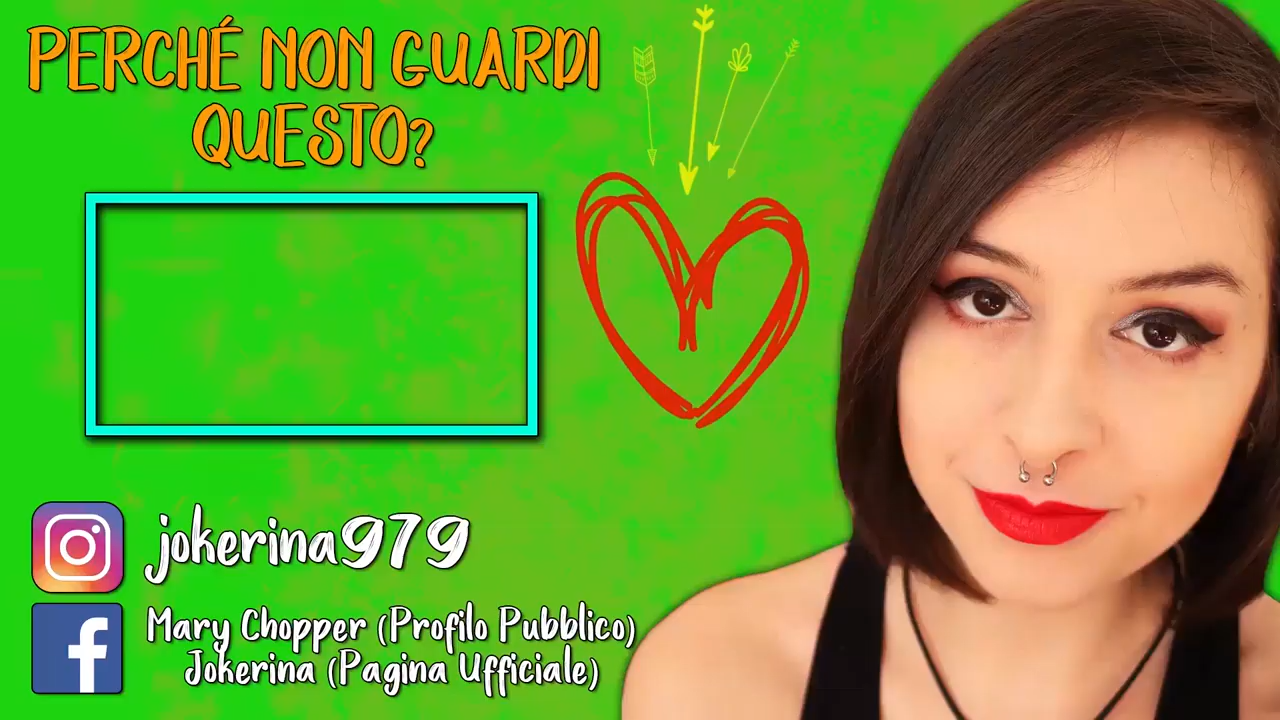 PERCHÉ NON GUARDI
QUESTO?
jokerina979
Mary Chopper (Profilo Pubblico)
Jokerina (Pagina Ufficiale)